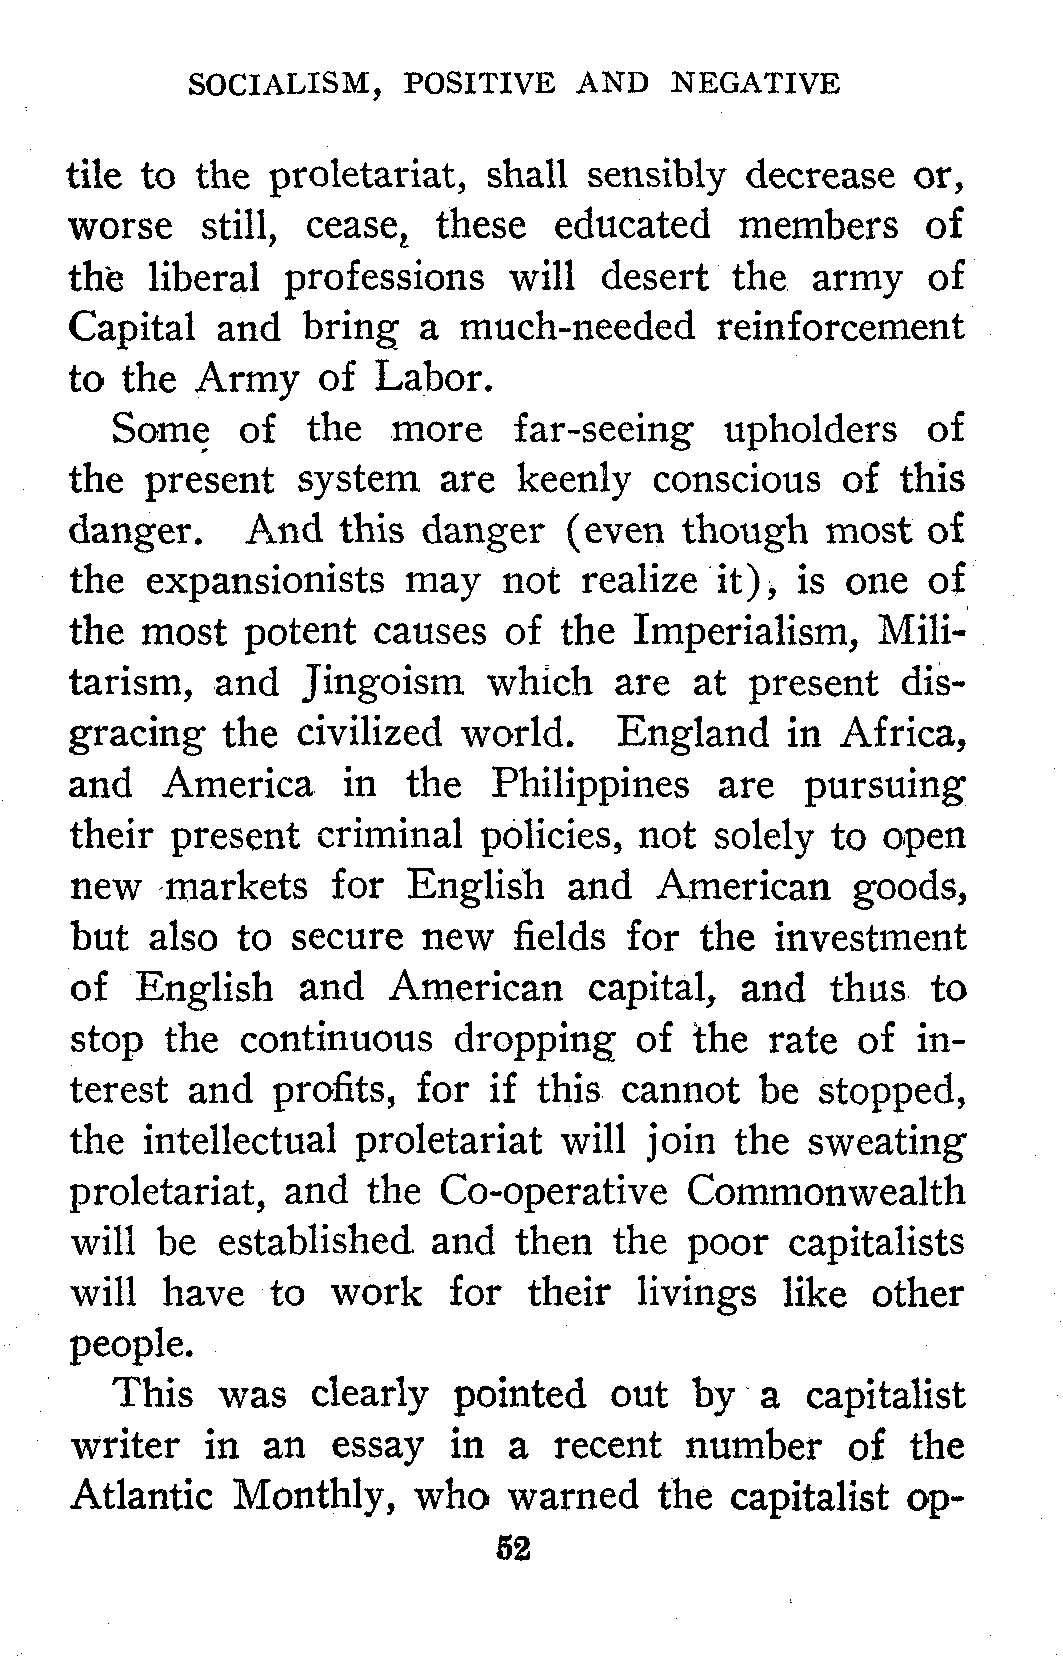 SOCIALISM, POSITIVE AND NEGATIVE
tile to the proletariat, shall sensibly decrease or,
worse still, cease, these educated members of
the liberal professions will desert the army of
Capital and bring a much-needed reinforcement
to the Army of Labor.
Some of the more far-seeing upholders of
the present system are keenly conscious of this
danger. And this danger (even though most of
the expansionists may not realize it), is one of
the most potent causes of the Imperialism, Mili-
tarism, and Jingoism which are at present dis-
gracing the civilized world. England in Africa,
and America in the Philippines are pursuing
their present criminal policies, not solely to open
new markets for English and American goods,
but also to secure new fields for the investment
of English and American capital, and thus to
stop the continuous dropping of the rate of in-
terest and profits, for if this cannot be stopped,
the intellectual proletariat will join the sweating
proletariat, and the Co-operative Commonwealth
will be established and then the poor capitalists
will have to work for their livings like other
people.
This was clearly pointed out by a capitalist
writer in an essay in a recent number of the
Atlantic Monthly, who warned the capitalist op-
52